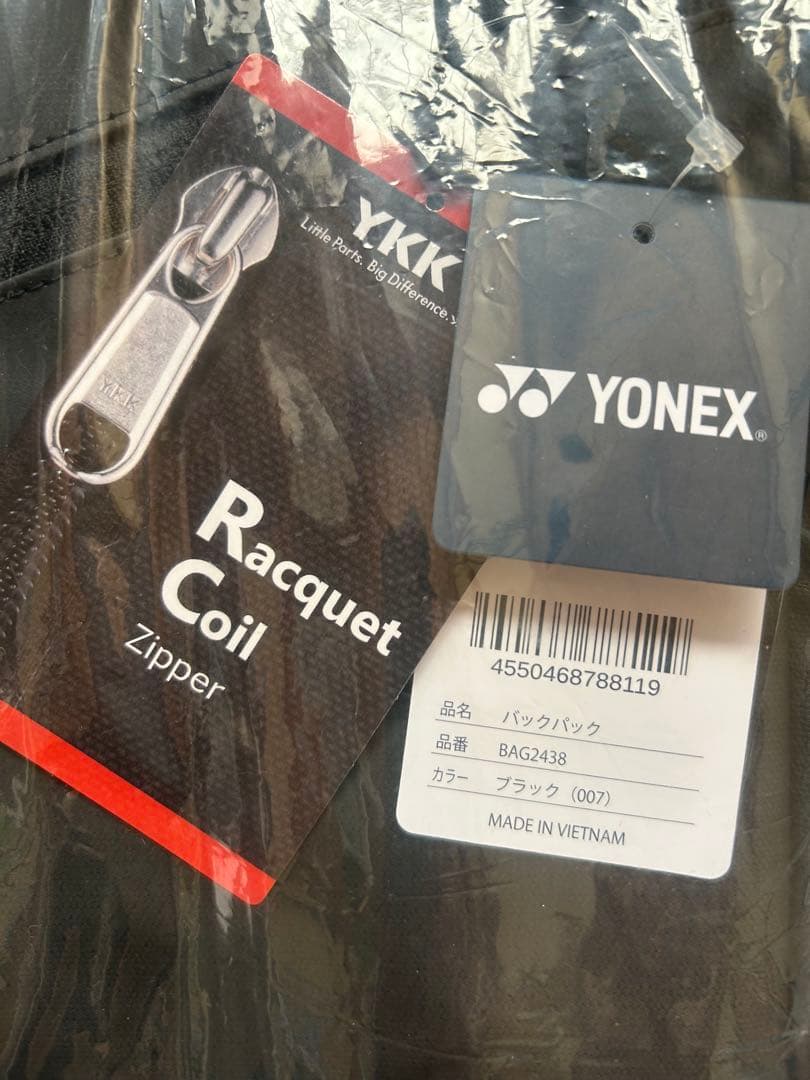 YKK
Little Parts. Big Difference.
YKK
Racquet
Coil
Zipper
YONEX®
4550468788119
品名 バックパック
品番 BAG2438
カラー ブラック（007）
MADE IN VIETNAM